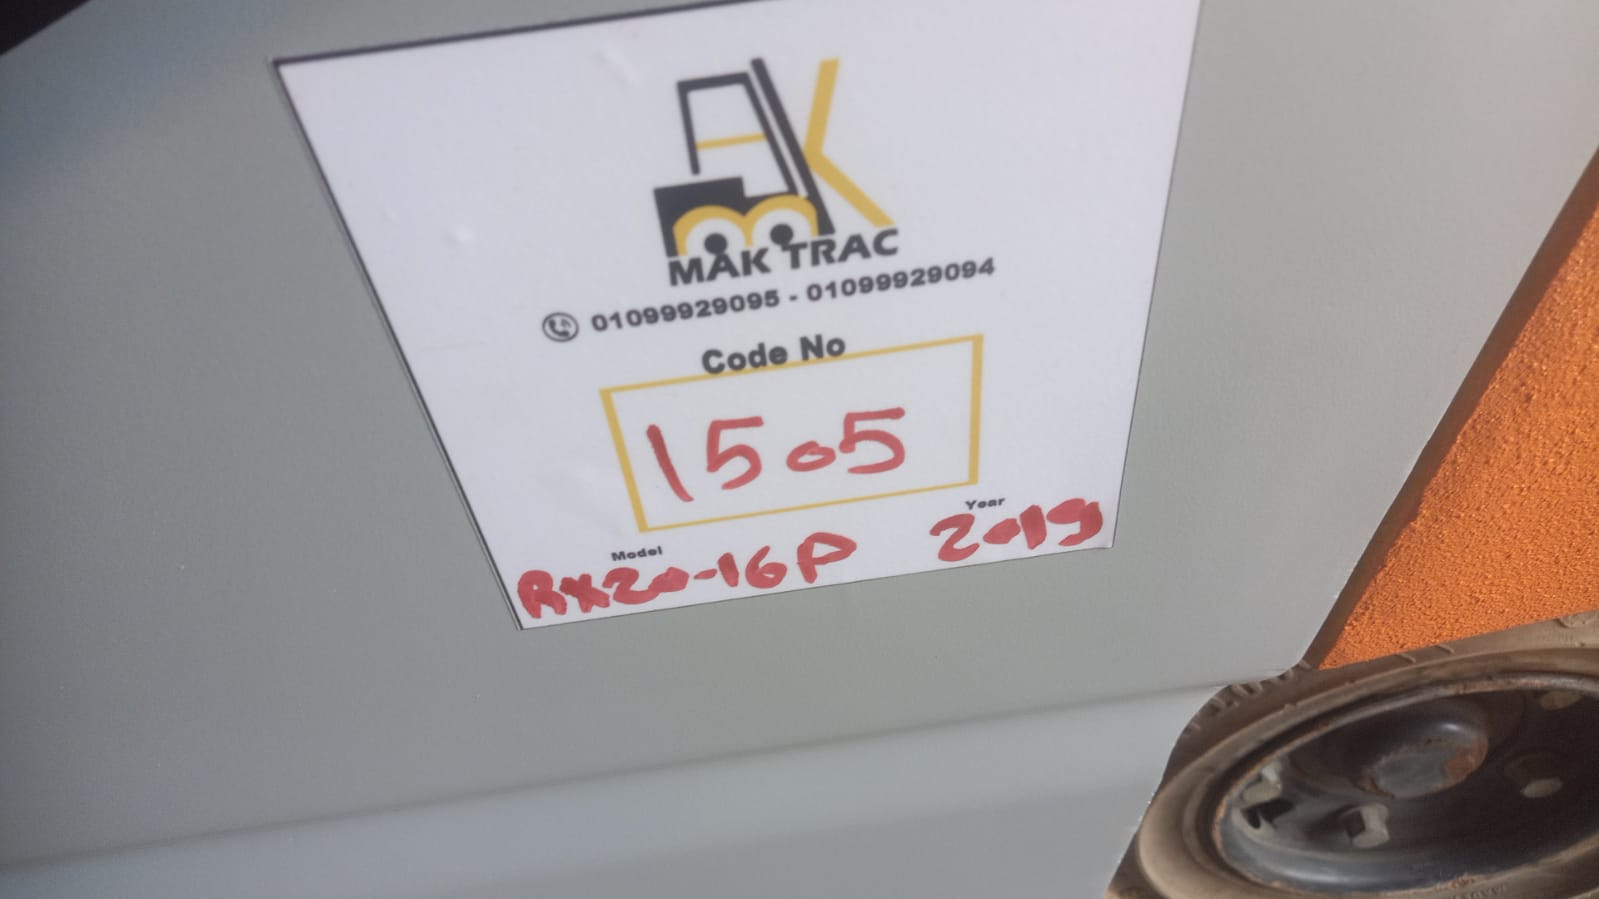 MAK TRAC
01099929095 - 01099929094
Code No
1505
Model Year
RX20-16P 2019